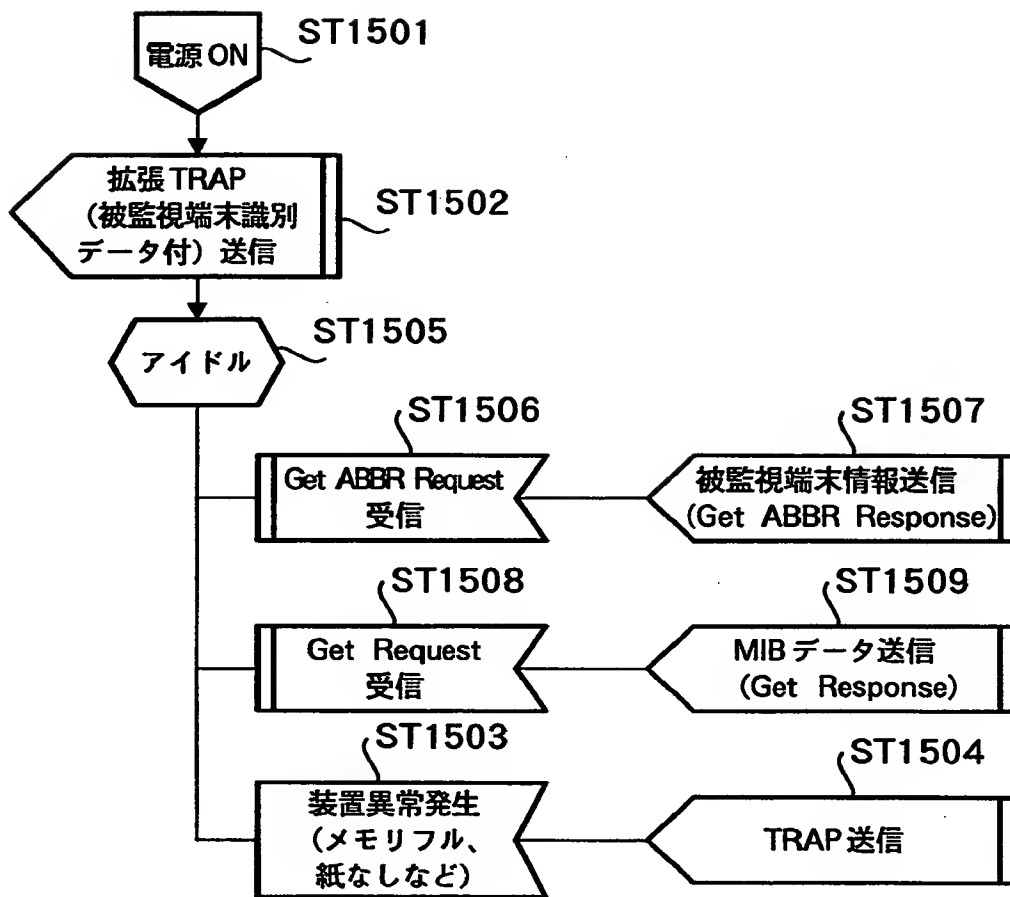 電源ON
ST1501
拡張TRAP
（被監視端末識別
データ付）送信
ST1502
アイドル
ST1505
ST1506
Get ABBR Request
受信
ST1507
被監視端末情報送信
(Get ABBR Response)
ST1508
Get Request
受信
ST1509
MIBデータ送信
(Get Response)
ST1503
装置異常発生
（メモリフル、
紙なしなど）
ST1504
TRAP送信